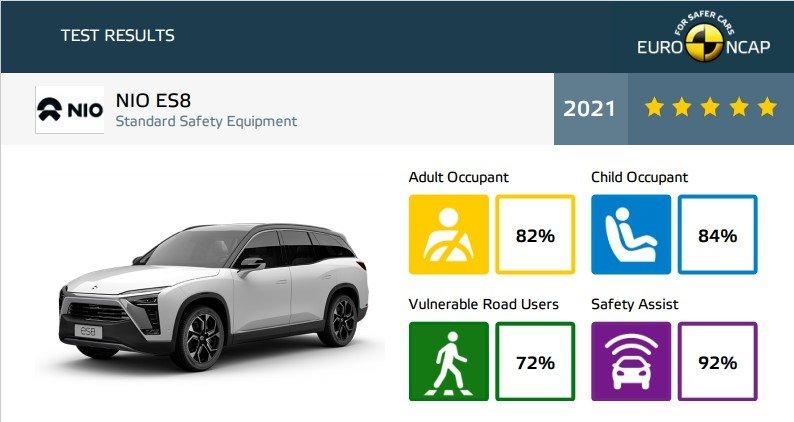 TEST RESULTS
FOR SAFER CARS
EURO NCAP
NIO
NIO ES8
Standard Safety Equipment
2021
Adult Occupant
Child Occupant
82%
84%
Vulnerable Road Users
Safety Assist
72%
92%
ES8